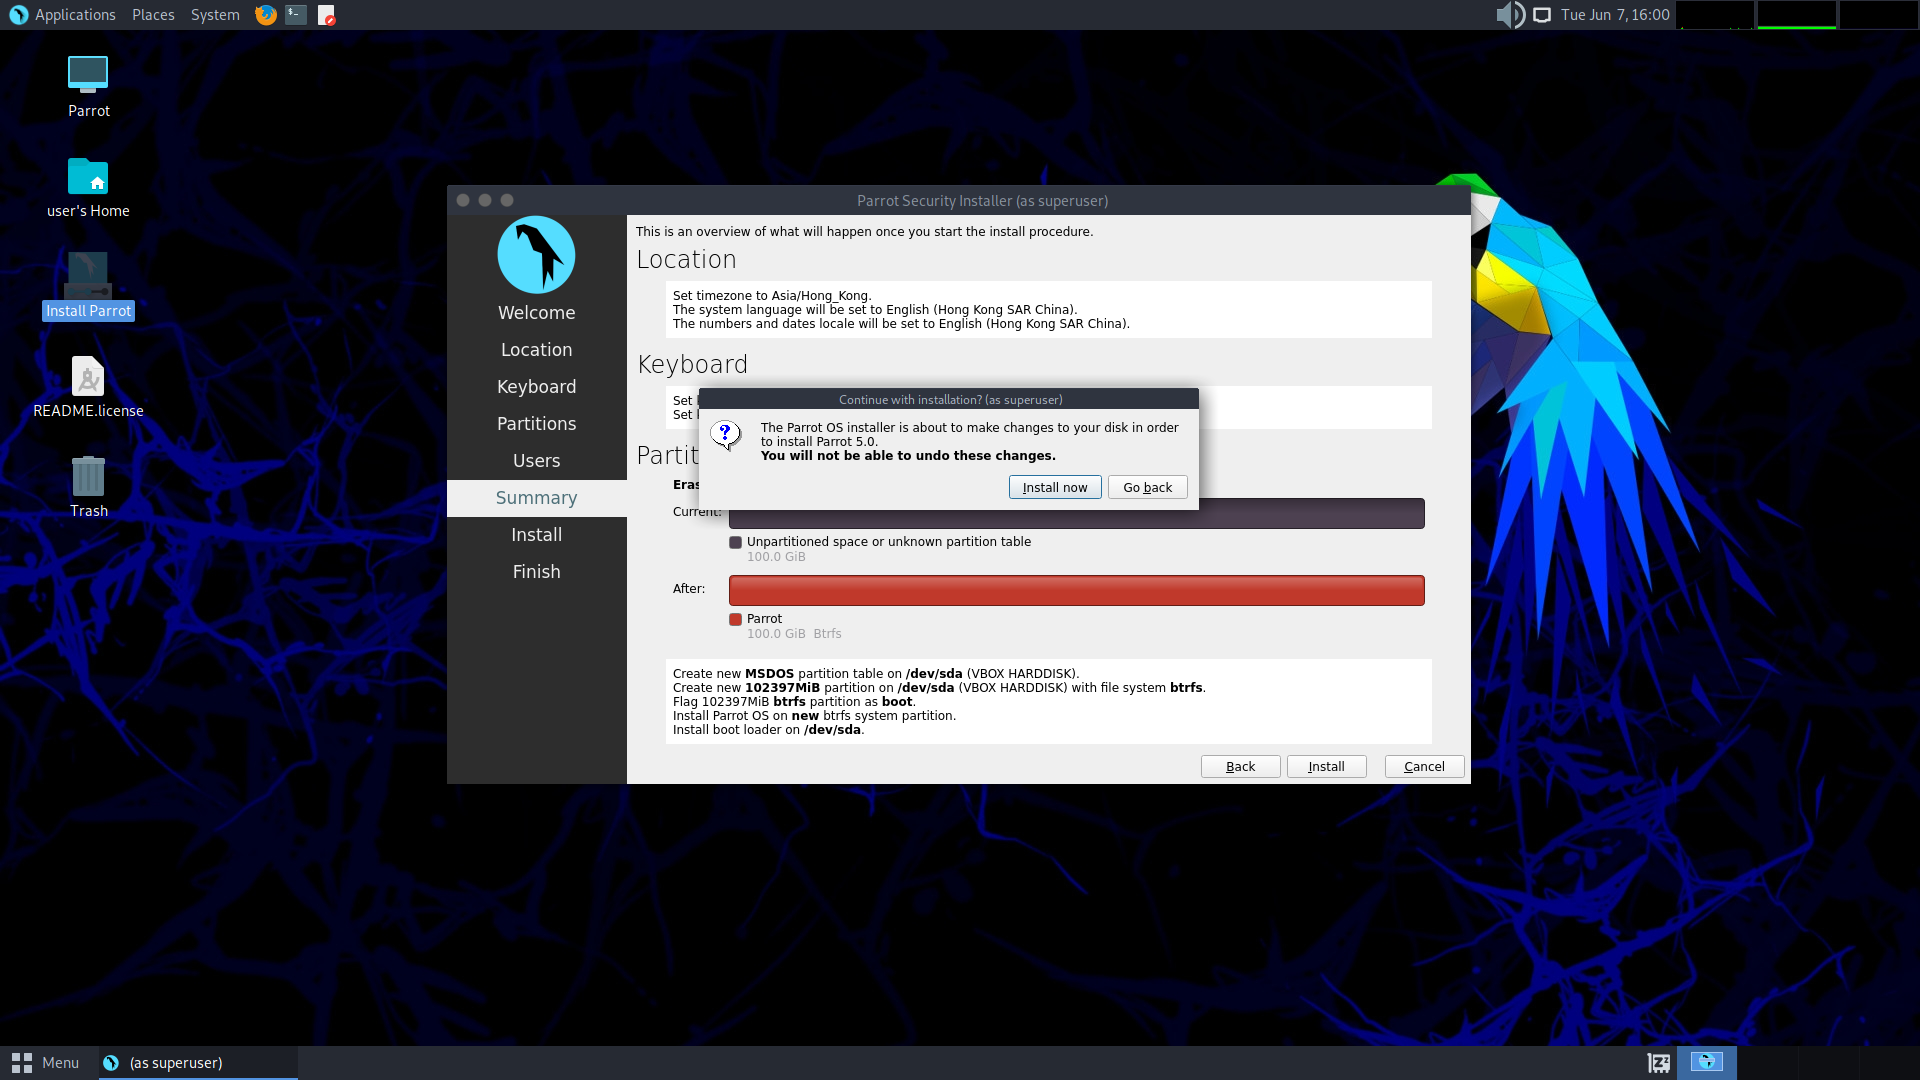 Applications Places System
Tue Jun 7, 16:00
Parrot
user's Home
Install Parrot
README.license
Trash
Parrot Security Installer (as superuser)
Welcome
Location
Keyboard
Partitions
Users
Summary
Install
Finish
This is an overview of what will happen once you start the install procedure.
Location
Set timezone to Asia/Hong_Kong.
The system language will be set to English (Hong Kong SAR China).
The numbers and dates locale will be set to English (Hong Kong SAR China).
Keyboard
Set
Set
Continue with installation? (as superuser)
The Parrot OS installer is about to make changes to your disk in order
to install Parrot 5.0.
You will not be able to undo these changes.
Install now Go back
Current:
Unpartitioned space or unknown partition table
100.0 GiB
After:
Parrot
100.0 GiB Btrfs
Create new MSDOS partition table on /dev/sda (VBOX HARDDISK).
Create new 102397MiB partition on /dev/sda (VBOX HARDDISK) with file system btrfs.
Flag 102397MiB btrfs partition as boot.
Install Parrot OS on new btrfs system partition.
Install boot loader on /dev/sda.
Back Install Cancel
Menu (as superuser)